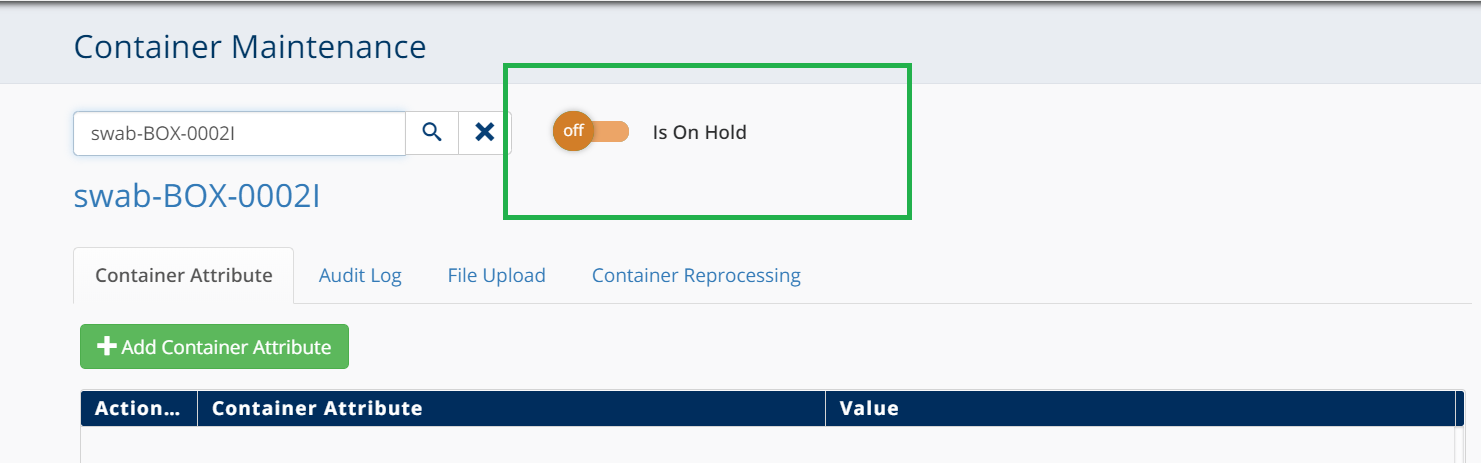 Container Maintenance
swab-BOX-0002I
off
Is On Hold
swab-BOX-0002I
Container Attribute
Audit Log
File Upload
Container Reprocessing
Add Container Attribute
Action...
Container Attribute
Value